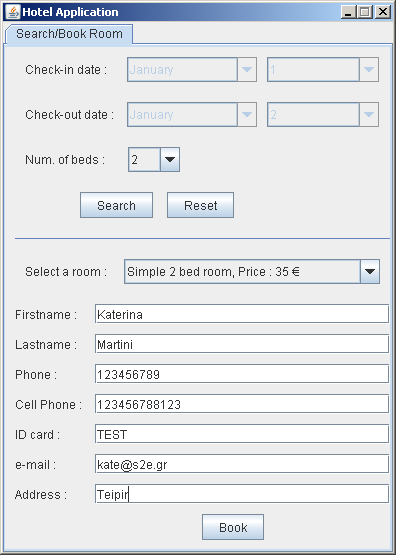 Hotel Application
Search/Book Room
Check-in date : January 1
Check-out date : January 2
Num. of beds : 2
Search Reset
Select a room : Simple 2 bed room, Price : 35 €
Firstname : Katerina
Lastname : Martini
Phone : 123456789
Cell Phone : 123456788123
ID card : TEST
e-mail : kate@s2e.gr
Address : Teipir
Book